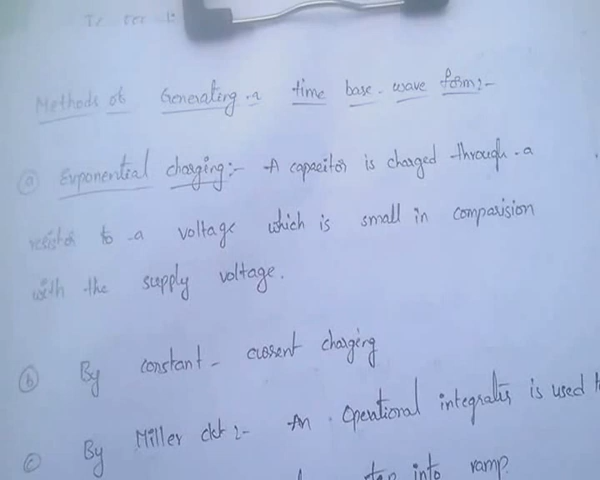 Methods of Generating a time base wave form:-
(a) Exponential charging:- A capacitor is charged through a
resistor to a voltage which is small in comparision
with the supply voltage.
(b) By constant - current charging
(c) By Miller ckt :- An Operational integrator is used
step into ramp.